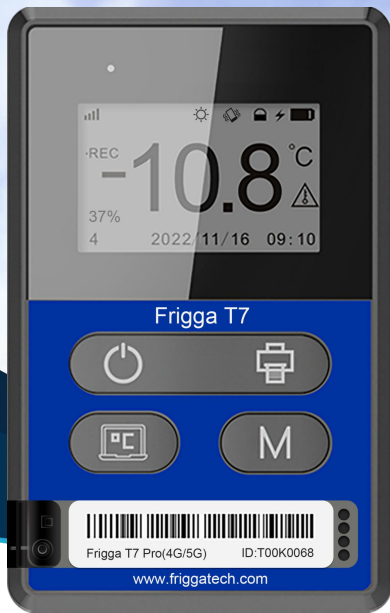 -10.8 °C
·REC
37%
4 2022/11/16 09:10
Frigga T7
°C M
Frigga T7 Pro(4G/5G) ID:T00K0068
www.friggatech.com